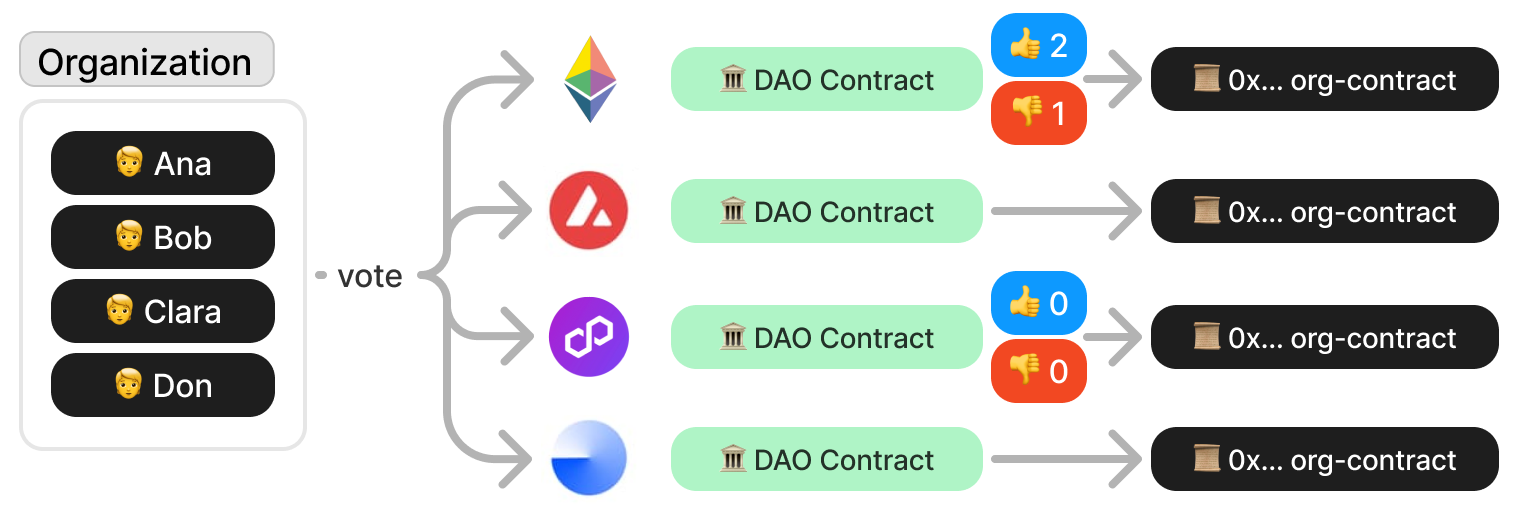 Organization
Ana
Bob
Clara
Don
vote
DAO Contract
2
1
0x... org-contract
DAO Contract
0x... org-contract
DAO Contract
0
0
0x... org-contract
DAO Contract
0x... org-contract